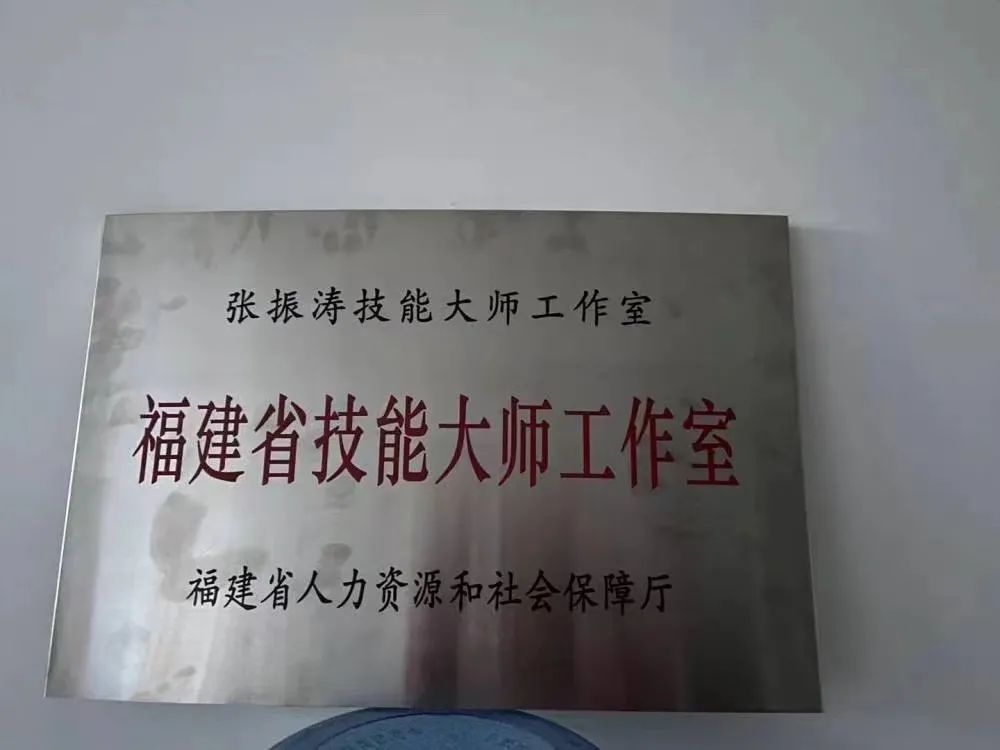 张振涛技能大师工作室
福建省技能大师工作室
福建省人力资源和社会保障厅